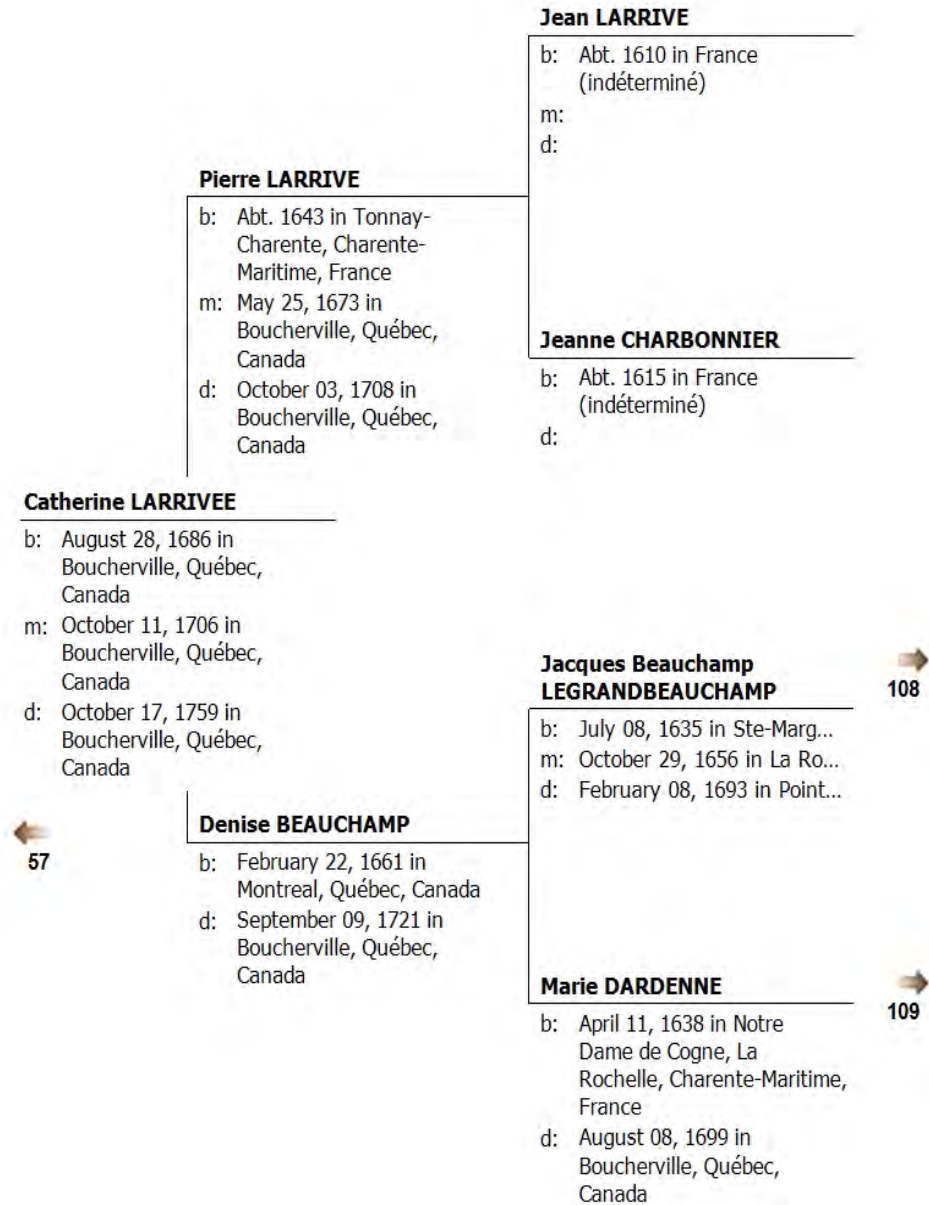 Jean LARRIVE
b: Abt. 1610 in France
(indéterminé)
m:
d:
Pierre LARRIVE
b: Abt. 1643 in Tonnay-
Charente, Charente-
Maritime, France
m: May 25, 1673 in
Boucherville, Québec,
Canada
d: October 03, 1708 in
Boucherville, Québec,
Canada
Jeanne CHARBONNIER
b: Abt. 1615 in France
(indéterminé)
d:
Catherine LARRIVEE
b: August 28, 1686 in
Boucherville, Québec,
Canada
m: October 11, 1706 in
Boucherville, Québec,
Canada
d: October 17, 1759 in
Boucherville, Québec,
Canada
57
Jacques Beauchamp
LEGRANDBEAUCHAMP
108
b: July 08, 1635 in Ste-Marg...
m: October 29, 1656 in La Ro...
d: February 08, 1693 in Point...
Denise BEAUCHAMP
b: February 22, 1661 in
Montreal, Québec, Canada
d: September 09, 1721 in
Boucherville, Québec,
Canada
Marie DARDENNE
109
b: April 11, 1638 in Notre
Dame de Cogne, La
Rochelle, Charente-Maritime,
France
d: August 08, 1699 in
Boucherville, Québec,
Canada